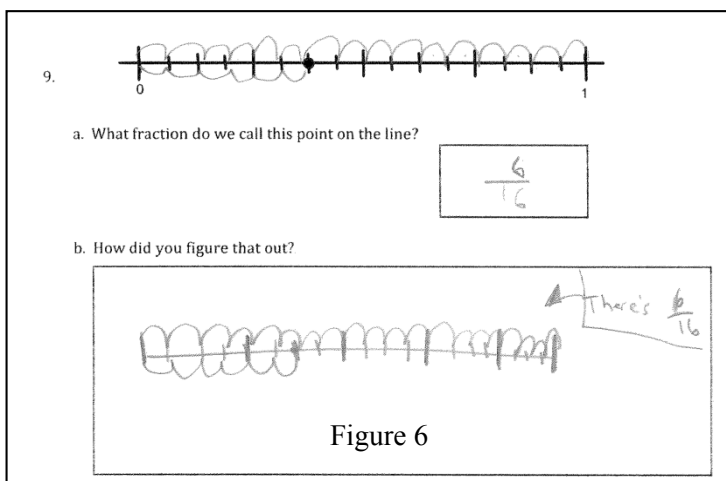 9.
0 1
a. What fraction do we call this point on the line?
6
16
b. How did you figure that out?
There's 6
16
Figure 6